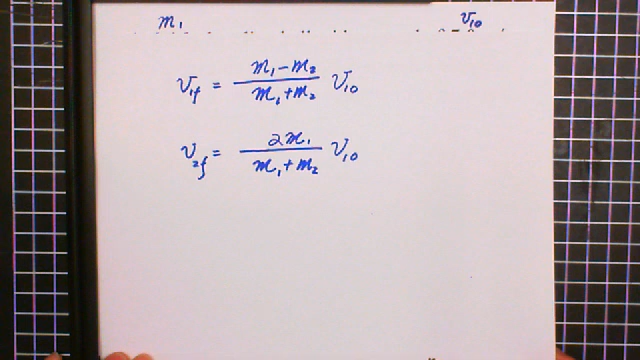 m₁ v₁₀
v₁f = (m₁ - m₂)/(m₁ + m₂) v₁₀
v₂f = 2m₁/(m₁ + m₂) v₁₀